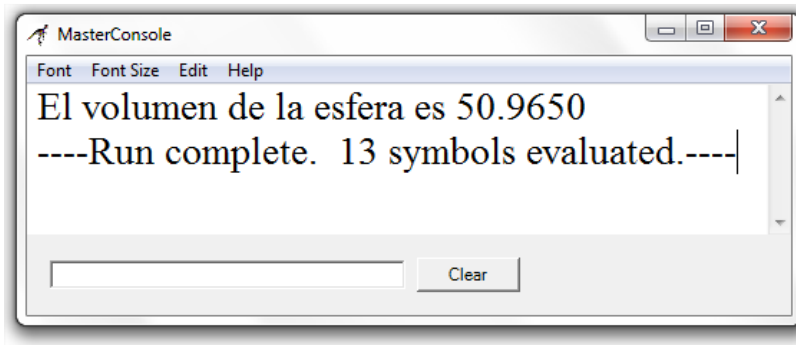 MasterConsole
Font Font Size Edit Help
El volumen de la esfera es 50.9650
----Run complete.  13 symbols evaluated.----
Clear